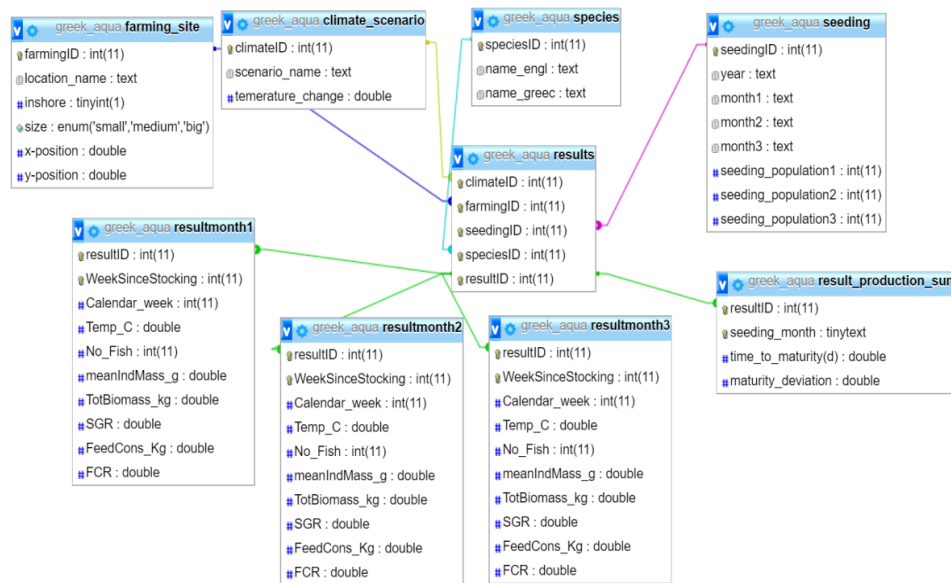 greek_aqua farming_site
farmingID : int(11)
location_name : text
inshore : tinyint(1)
size : enum('small','medium','big')
x-position : double
y-position : double
greek_aqua climate_scenario
climateID : int(11)
scenario_name : text
temerature_change : double
greek_aqua species
speciesID : int(11)
name_engl : text
name_greec : text
greek_aqua seeding
seedingID : int(11)
year : text
month1 : text
month2 : text
month3 : text
seeding_population1 : int(11)
seeding_population2 : int(11)
seeding_population3 : int(11)
greek_aqua results
climateID : int(11)
farmingID : int(11)
seedingID : int(11)
speciesID : int(11)
resultID : int(11)
greek_aqua resultmonth1
resultID : int(11)
WeekSinceStocking : int(11)
Calendar_week : int(11)
Temp_C : double
No_Fish : int(11)
meanIndMass_g : double
TotBiomass_kg : double
SGR : double
FeedCons_Kg : double
FCR : double
greek_aqua resultmonth2
resultID : int(11)
WeekSinceStocking : int(11)
Calendar_week : int(11)
Temp_C : double
No_Fish : int(11)
meanIndMass_g : double
TotBiomass_kg : double
SGR : double
FeedCons_Kg : double
FCR : double
greek_aqua resultmonth3
resultID : int(11)
WeekSinceStocking : int(11)
Calendar_week : int(11)
Temp_C : double
No_Fish : int(11)
meanIndMass_g : double
TotBiomass_kg : double
SGR : double
FeedCons_Kg : double
FCR : double
greek_aqua result_production_sum
resultID : int(11)
seeding_month : tinytext
time_to_maturity(d) : double
maturity_deviation : double